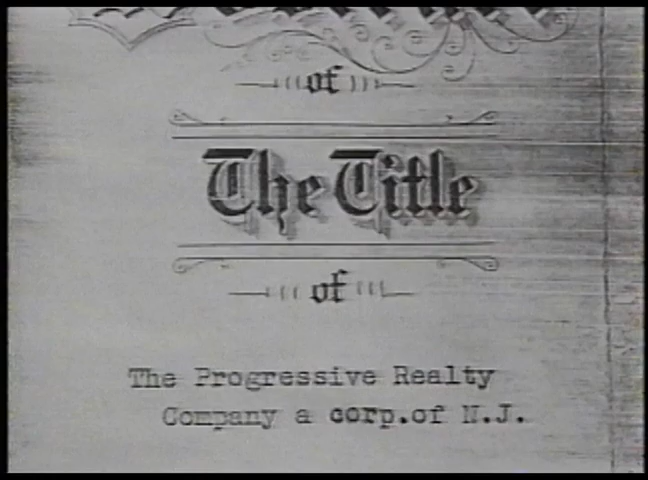 of
The Title
of
The Progressive Realty
Company a corp.of N.J.